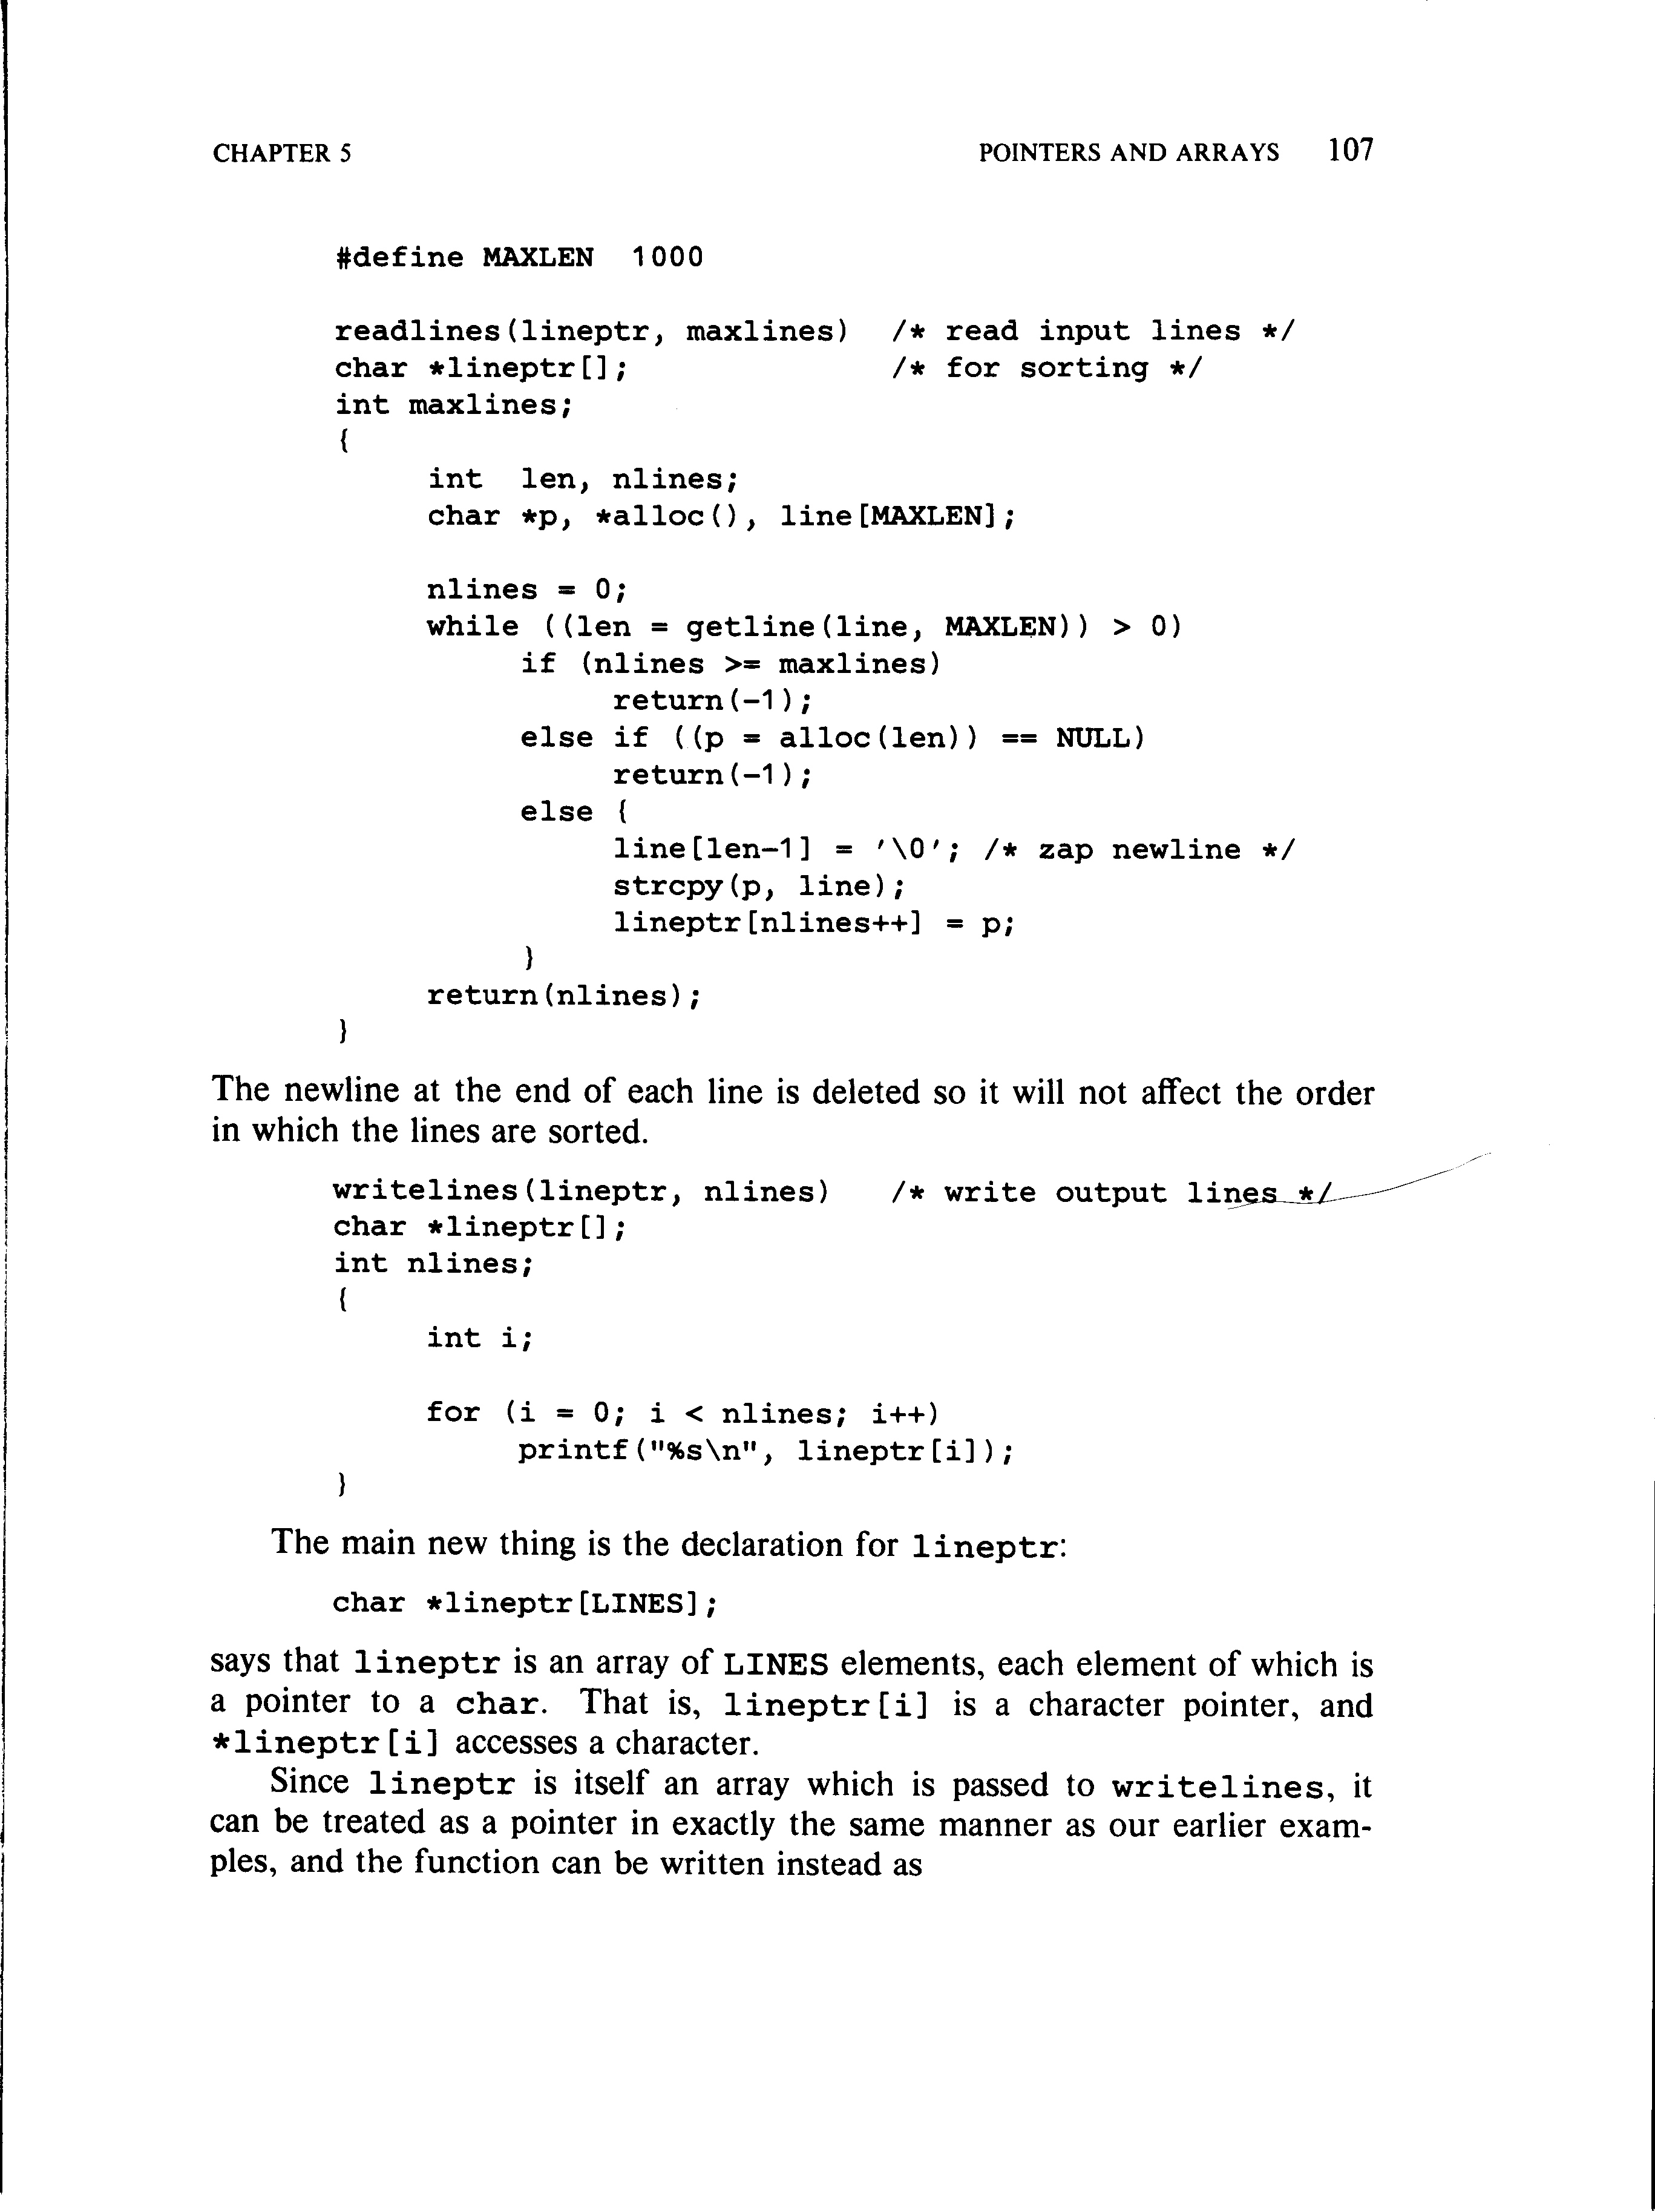 CHAPTER 5 POINTERS AND ARRAYS 107
#define MAXLEN  1000
readlines(lineptr, maxlines)  /* read input lines */
char *lineptr[];              /* for sorting */
int maxlines;
{
     int  len, nlines;
     char *p, *alloc(), line[MAXLEN];
     nlines = 0;
     while ((len = getline(line, MAXLEN)) > 0)
          if (nlines >= maxlines)
               return(-1);
          else if ((p = alloc(len)) == NULL)
               return(-1);
          else {
               line[len-1] = '\0'; /* zap newline */
               strcpy(p, line);
               lineptr[nlines++] = p;
          }
     return(nlines);
}
The newline at the end of each line is deleted so it will not affect the order
in which the lines are sorted.
writelines(lineptr, nlines)   /* write output lines */
char *lineptr[];
int nlines;
{
     int i;
     for (i = 0; i < nlines; i++)
          printf("%s\n", lineptr[i]);
}
The main new thing is the declaration for lineptr:
char *lineptr[LINES];
says that lineptr is an array of LINES elements, each element of which is
a pointer to a char. That is, lineptr[i] is a character pointer, and
*lineptr[i] accesses a character.
Since lineptr is itself an array which is passed to writelines, it
can be treated as a pointer in exactly the same manner as our earlier exam-
ples, and the function can be written instead as